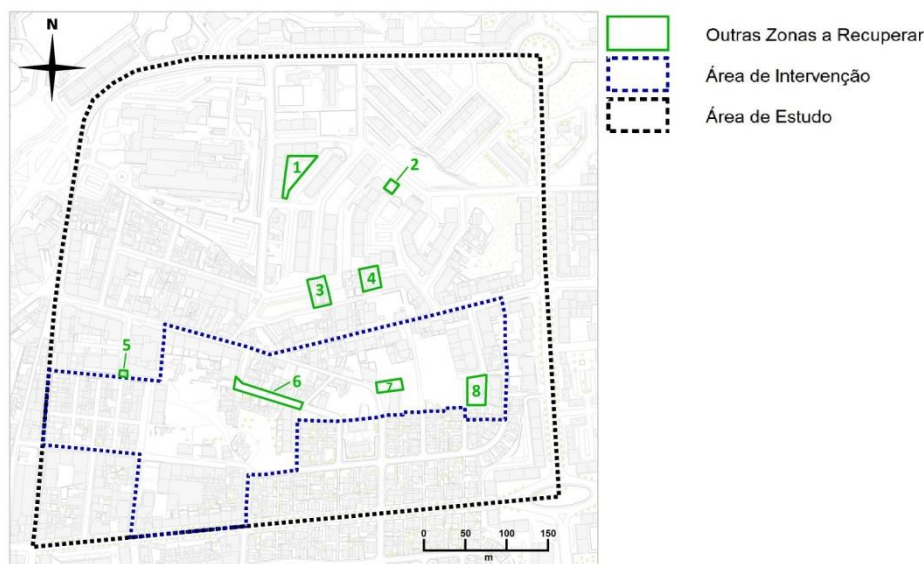 N
Outras Zonas a Recuperar
Área de Intervenção
Área de Estudo
1
2
3
4
5
6
7
8
0 50 100 150
m